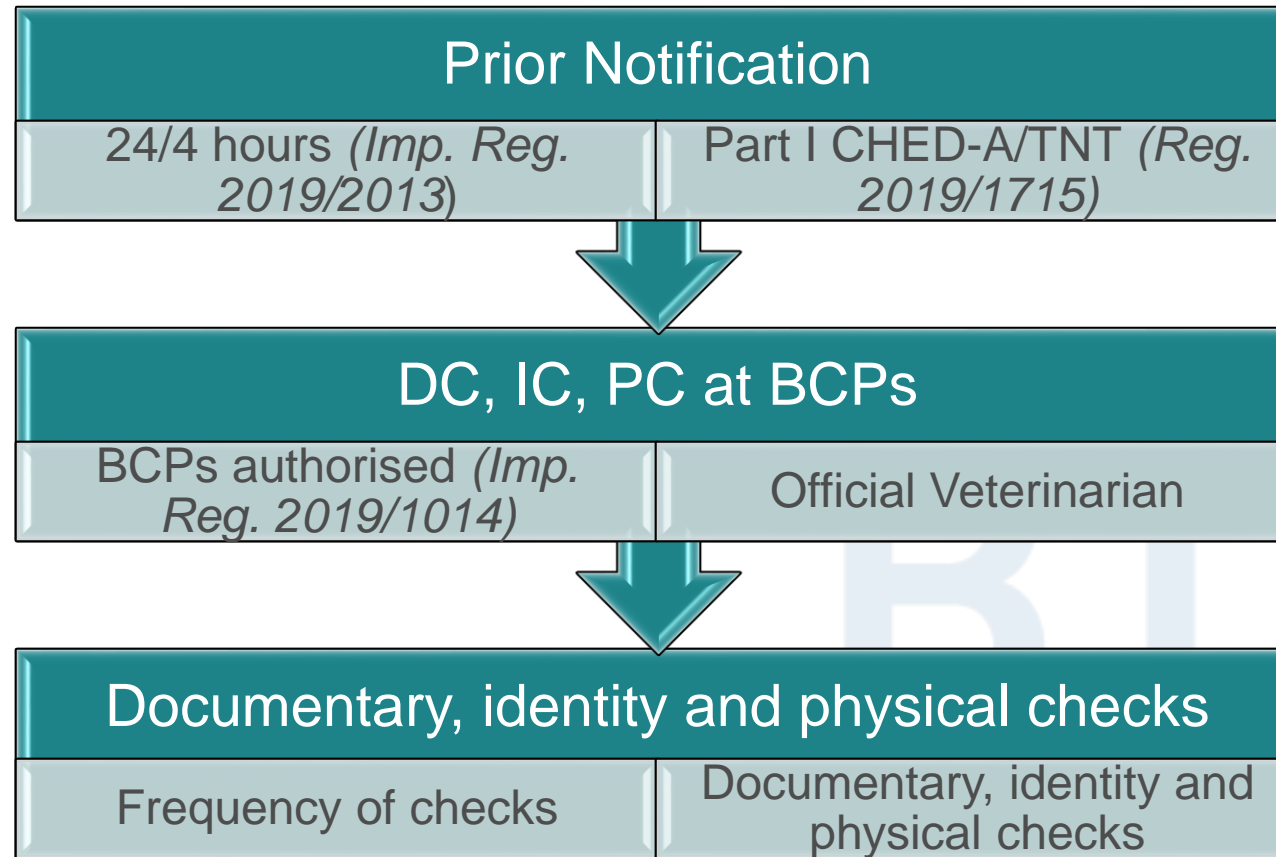 Prior Notification
24/4 hours (Imp. Reg.
2019/2013)
Part I CHED-A/TNT (Reg.
2019/1715)
DC, IC, PC at BCPs
BCPs authorised (Imp.
Reg. 2019/1014)
Official Veterinarian
Documentary, identity and physical checks
Frequency of checks
Documentary, identity and
physical checks